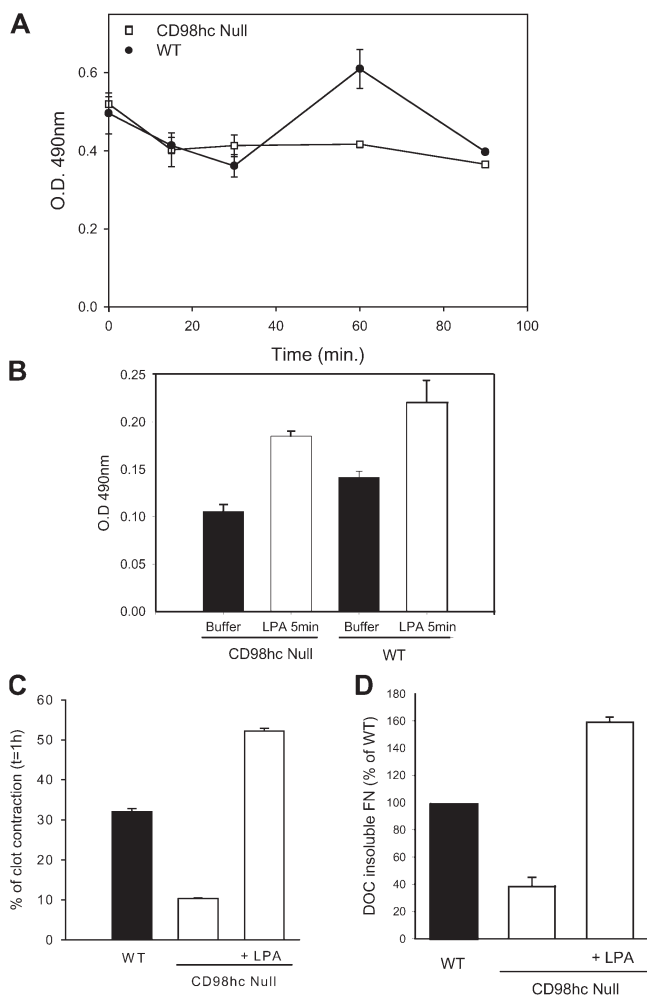 A
CD98hc Null
WT
O.D. 490nm
0.6
0.4
0.2
0.0
0 20 40 60 80 100
Time (min.)
B
O.D 490nm
0.25
0.20
0.15
0.10
0.05
0.00
Buffer LPA 5min Buffer LPA 5min
CD98hc Null WT
C
% of clot contraction (t=1h)
60
50
40
30
20
10
0
WT + LPA
CD98hc Null
D
DOC insoluble FN (% of WT)
180
160
140
120
100
80
60
40
20
0
WT + LPA
CD98hc Null